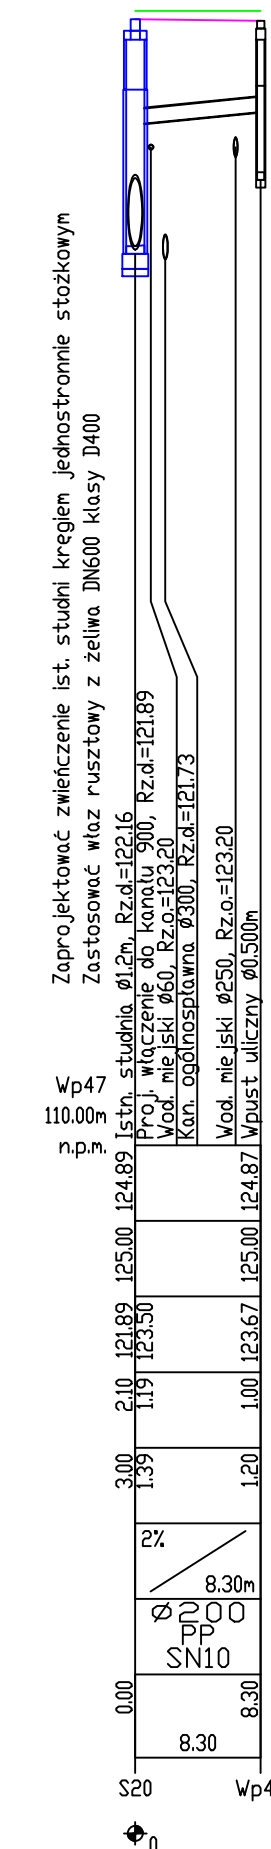 Zaprojektować zwieńczenie ist. studni kręgiem jednostronnie stożkowym
Zastosować właz rusztowy z żeliwa DN600 klasy D400
Istn. studnia ø1.2m, Rz.d.=122.16
Proj. włączenie do kanału 900, Rz.d.=121.89
Wod. miejski ø60, Rz.o.=123.20
Kan. ogólnospławna ø300, Rz.d.=121.73
Wod. miejski ø250, Rz.o.=123.20
Wpust uliczny ø0.500m
Wp47
110.00m
n.p.m.
124.89 124.87
125.00 125.00
121.89 123.50 123.67
2.10 1.19 1.00
3.00 1.39 1.20
2%
8.30m
ø200
PP
SN10
0.00 8.30
8.30
S20 Wp4
0